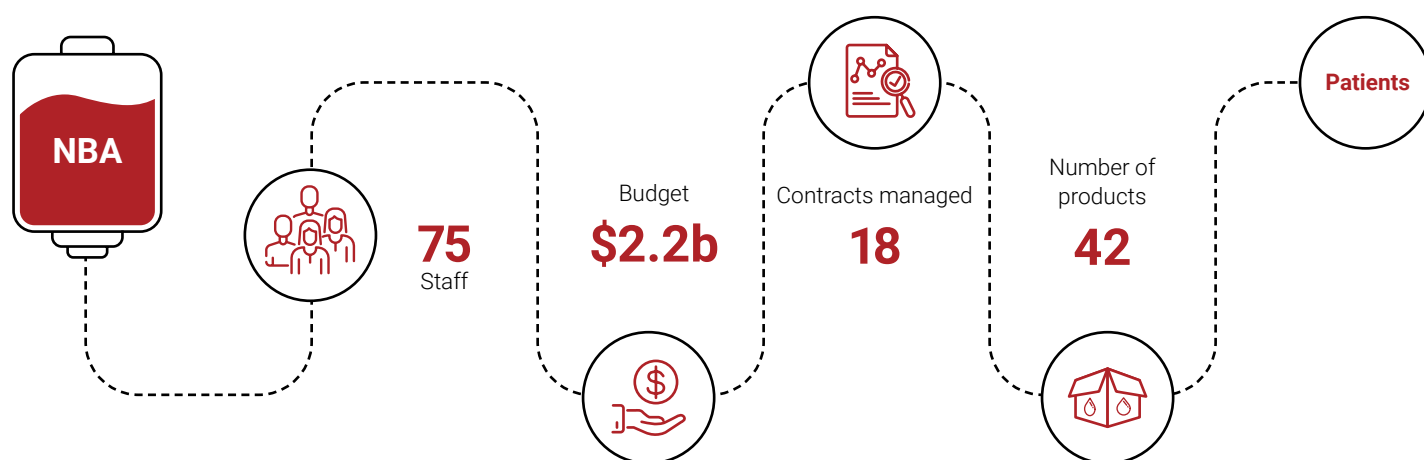 NBA
75
Staff
Budget
$2.2b
Contracts managed
18
Number of
products
42
Patients